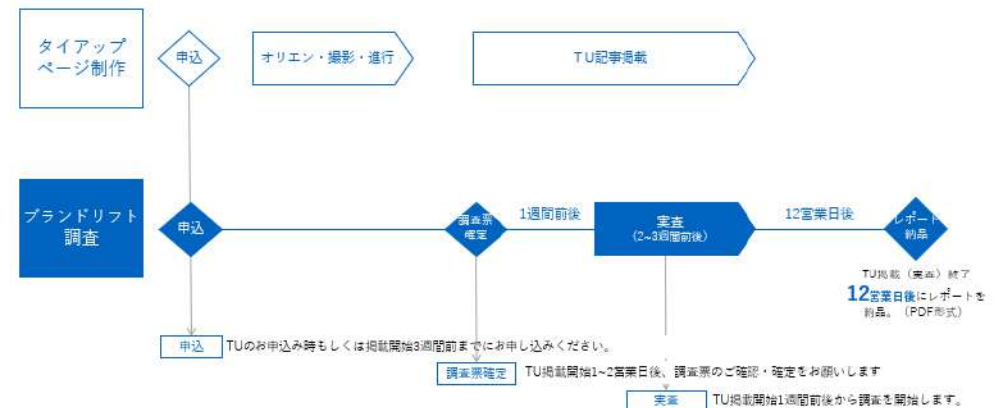 タイアップ
ページ制作
申込
オリエン・撮影・進行
TU記事掲載
ブランドリフト
調査
申込
調査票
確定
1週間前後
実査
（2~3週間前後）
12営業日後
レポート
納品
TU掲載（実査）終了
12営業日後にレポートを
納品。（PDF形式）
申込
TUのお申込み時もしくは掲載開始3週間前までにお申し込みください。
調査票確定
TU掲載開始1~2営業日後、調査票のご確認・確定をお願いします
実査
TU掲載開始1週間前後から調査を開始します。